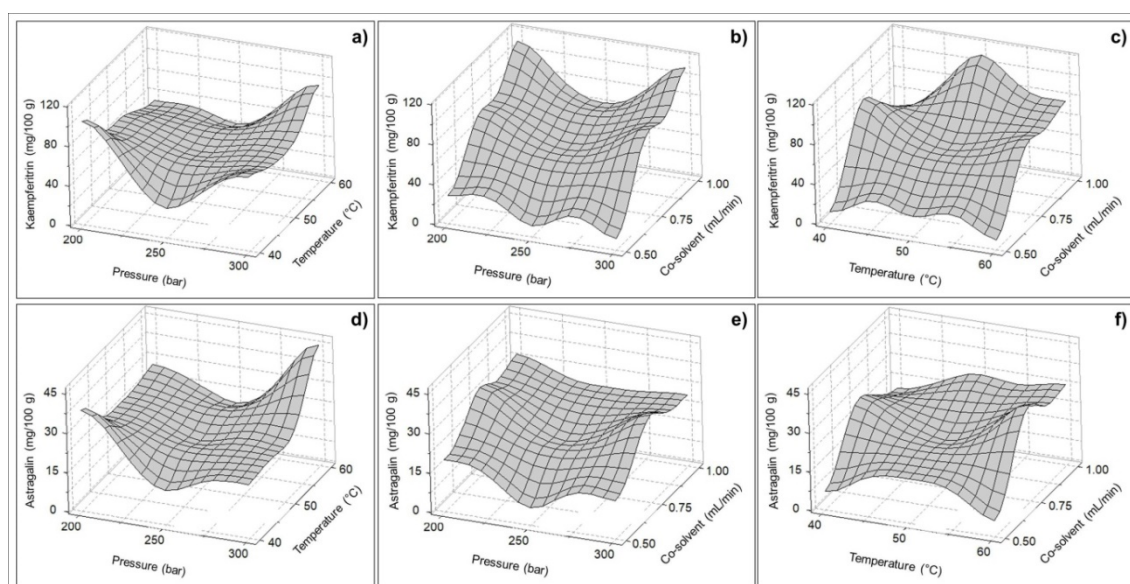 a)
Kaempferitrin (mg/100 g)
120
80
40
0
200
250
300
Pressure (bar)
40
50
60
Temperature (°C)
b)
Kaempferitrin (mg/100 g)
120
80
40
0
200
250
300
Pressure (bar)
0.50
0.75
1.00
Co-solvent (mL/min)
c)
Kaempferitrin (mg/100 g)
120
80
40
0
40
50
60
Temperature (°C)
0.50
0.75
1.00
Co-solvent (mL/min)
d)
Astragalin (mg/100 g)
45
30
15
0
200
250
300
Pressure (bar)
40
50
60
Temperature (°C)
e)
Astragalin (mg/100 g)
45
30
15
0
200
250
300
Pressure (bar)
0.50
0.75
1.00
Co-solvent (mL/min)
f)
Astragalin (mg/100 g)
45
30
15
0
40
50
60
Temperature (°C)
0.50
0.75
1.00
Co-solvent (mL/min)